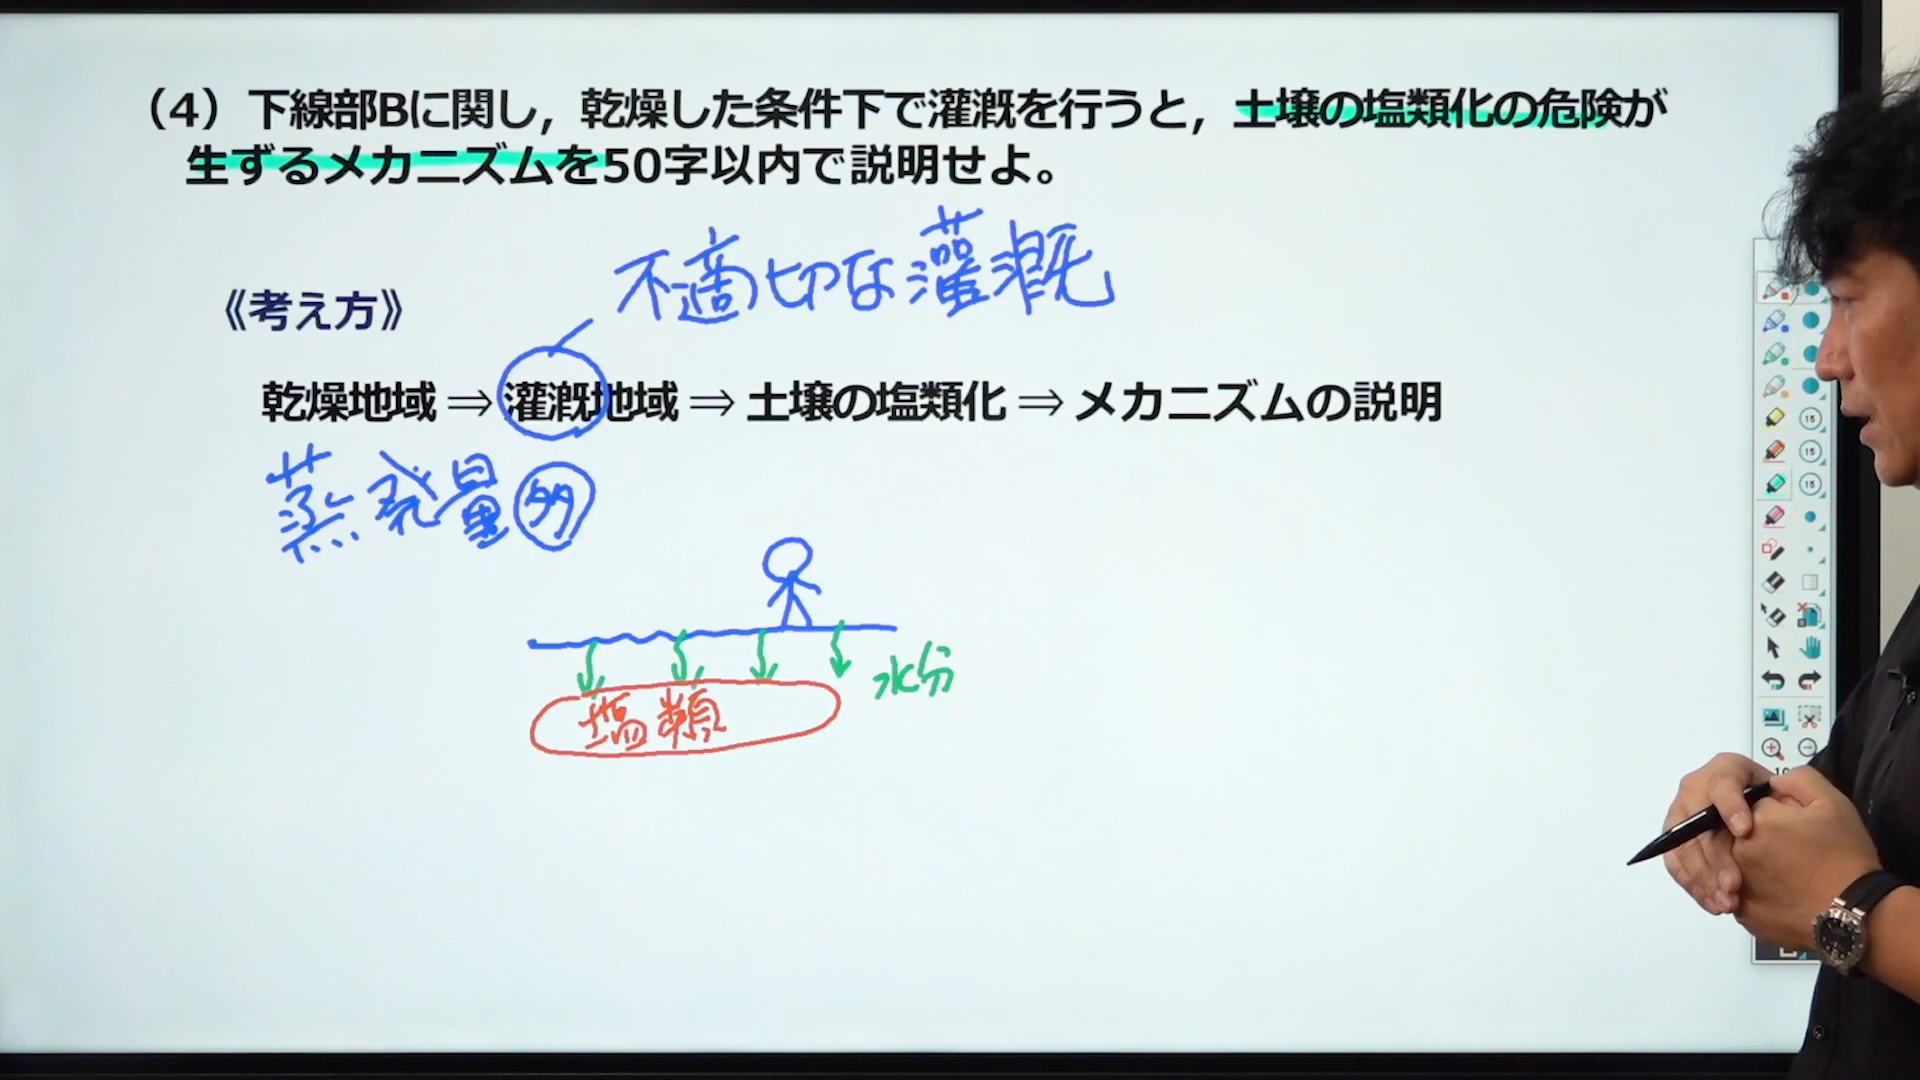 （4）下線部Bに関し，乾燥した条件下で灌漑を行うと，土壌の塩類化の危険が
生ずるメカニズムを50字以内で説明せよ。
不適切な灌漑
《考え方》
乾燥地域 ⇒ 灌漑地域 ⇒ 土壌の塩類化 ⇒ メカニズムの説明
蒸発量多
水分
塩類
15
15
15